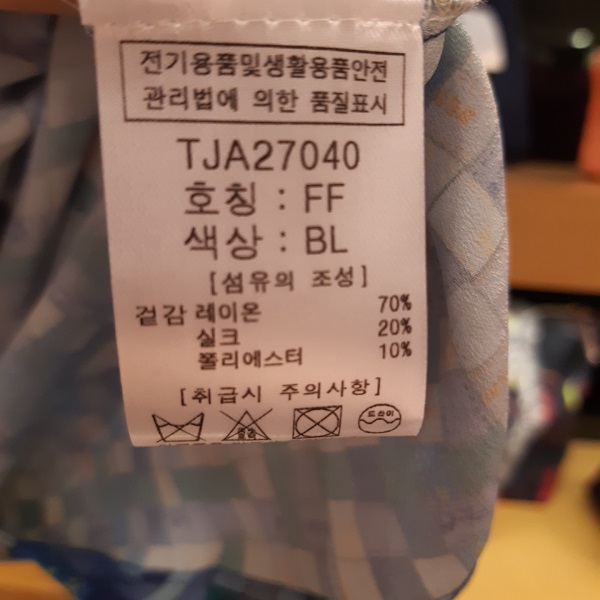 전기용품및생활용품안전
관리법에 의한 품질표시
TJA27040
호칭 : FF
색상 : BL
[섬유의 조성]
겉감 레이온 70%
실크 20%
폴리에스터 10%
[취급시 주의사항]
드라이